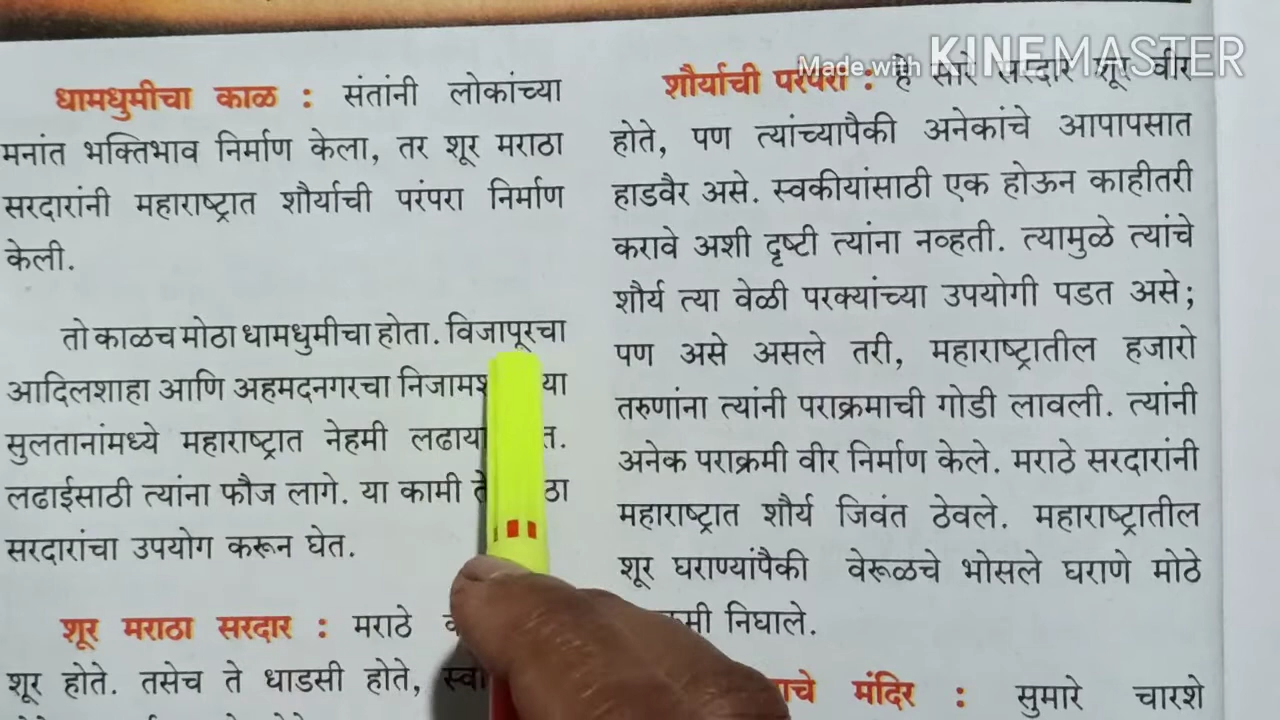 धामधुमीचा काळ : संतांनी लोकांच्या
मनांत भक्तिभाव निर्माण केला, तर शूर मराठा
सरदारांनी महाराष्ट्रात शौर्याची परंपरा निर्माण
केली.
तो काळच मोठा धामधुमीचा होता. विजापूरचा
आदिलशाहा आणि अहमदनगरचा या
सुलतानांमध्ये महाराष्ट्रात नेहमी
लढाईसाठी त्यांना फौज लागे. या कामी
सरदारांचा उपयोग करून घेत.
शूर मराठा सरदार : मराठे
शूर होते. तसेच ते धाडसी होते,
Made with KINEMASTER
शौर्याची परंपरा : हे सारे सरदार शूर वीर
होते, पण त्यांच्यापैकी अनेकांचे आपापसात
हाडवैर असे. स्वकीयांसाठी एक होऊन काहीतरी
करावे अशी दृष्टी त्यांना नव्हती. त्यामुळे त्यांचे
शौर्य त्या वेळी परक्यांच्या उपयोगी पडत असे;
पण असे असले तरी, महाराष्ट्रातील हजारो
तरुणांना त्यांनी पराक्रमाची गोडी लावली. त्यांनी
अनेक पराक्रमी वीर निर्माण केले. मराठे सरदारांनी
महाराष्ट्रात शौर्य जिवंत ठेवले. महाराष्ट्रातील
शूर घराण्यांपैकी वेरूळचे भोसले घराणे मोठे
निघाले.
मंदिर : सुमारे चारशे